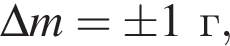 Δm = ±1 г,